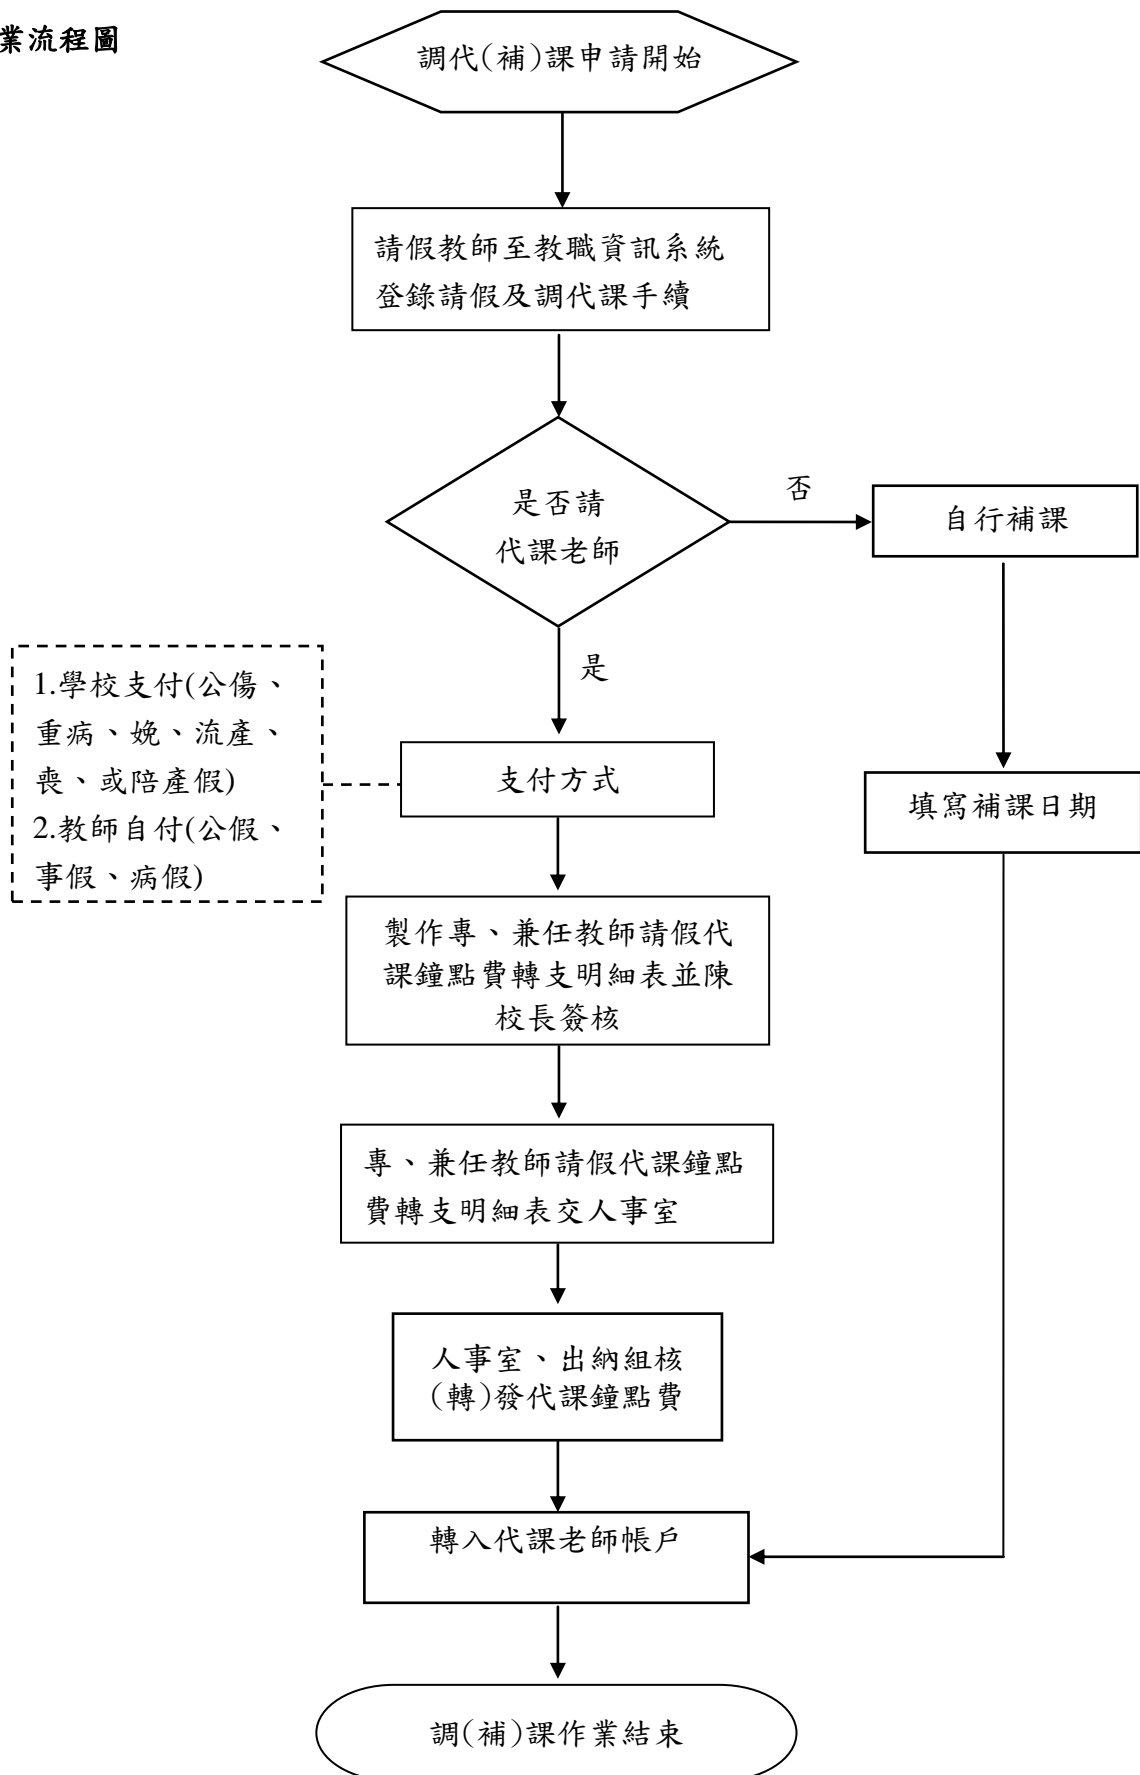 業流程圖
調代(補)課申請開始
請假教師至教職資訊系統
登錄請假及調代課手續
是否請
代課老師
否
自行補課
是
1.學校支付(公傷、
重病、娩、流產、
喪、或陪產假)
2.教師自付(公假、
事假、病假)
支付方式
填寫補課日期
製作專、兼任教師請假代
課鐘點費轉支明細表並陳
校長簽核
專、兼任教師請假代課鐘點
費轉支明細表交人事室
人事室、出納組核
(轉)發代課鐘點費
轉入代課老師帳戶
調(補)課作業結束